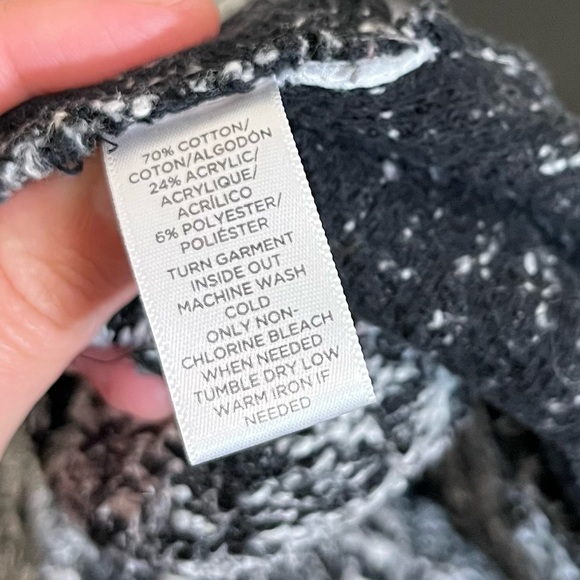 70% COTTON/
COTON/ALGODÓN
24% ACRYLIC/
ACRYLIQUE/
ACRÍLICO
6% POLYESTER/
POLIÉSTER
TURN GARMENT
INSIDE OUT
MACHINE WASH
COLD
ONLY NON-
CHLORINE BLEACH
WHEN NEEDED
TUMBLE DRY LOW
WARM IRON IF
NEEDED